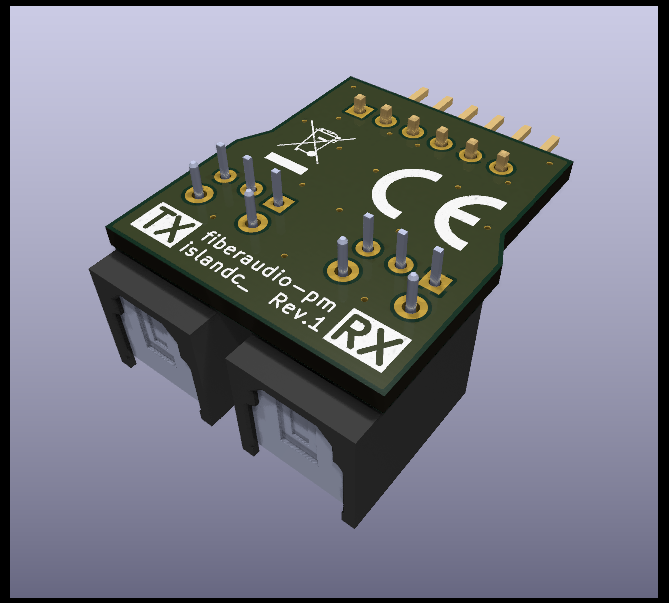 CE
TX
fiberaudio-pm
islandc_ Rev.1
RX